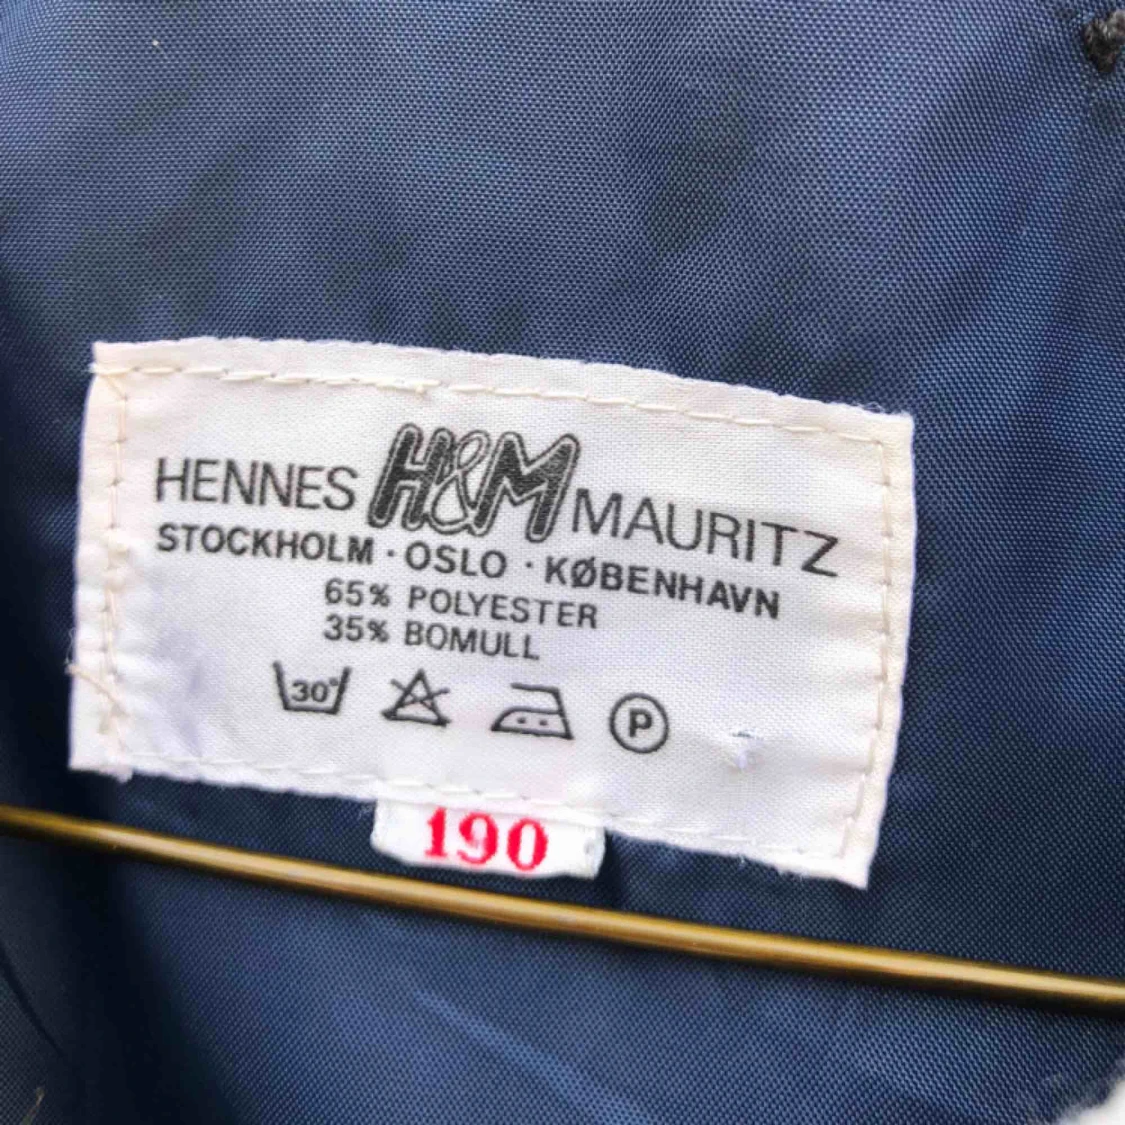 HENNES H&M MAURITZ
STOCKHOLM · OSLO · KØBENHAVN
65% POLYESTER
35% BOMULL
30° P
190